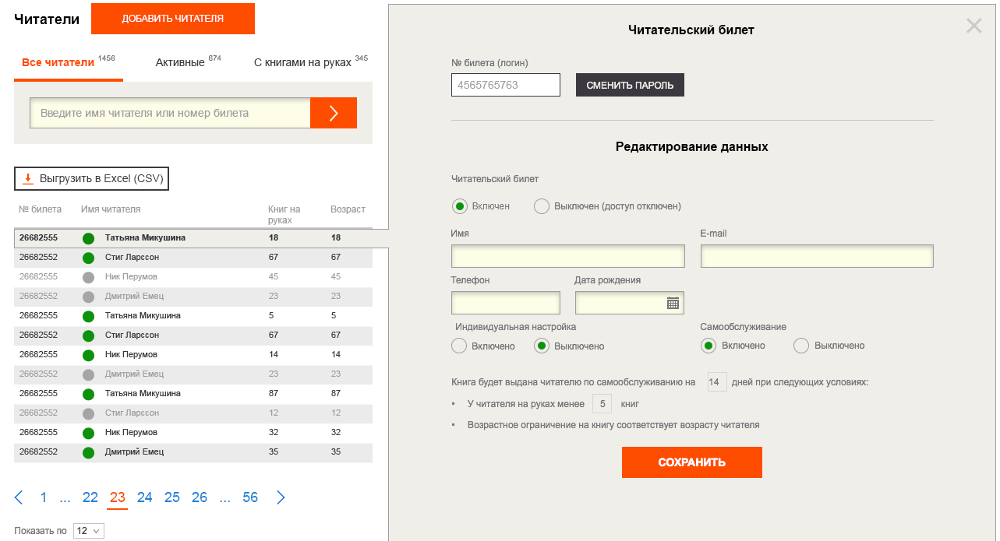 Читатели
ДОБАВИТЬ ЧИТАТЕЛЯ
Все читатели 1456
Активные 674
С книгами на руках 345
Введите имя читателя или номер билета
Выгрузить в Excel (CSV)
№ билета Имя читателя Книг на руках Возраст
26682555 Татьяна Микушина 18 18
26682552 Стиг Ларссон 67 67
26682555 Ник Перумов 45 45
26682552 Дмитрий Емец 23 23
26682555 Татьяна Микушина 5 5
26682552 Стиг Ларссон 67 67
26682555 Ник Перумов 14 14
26682552 Дмитрий Емец 23 23
26682555 Татьяна Микушина 87 87
26682552 Стиг Ларссон 12 12
26682555 Ник Перумов 32 32
26682552 Дмитрий Емец 35 35
1 ... 22 23 24 25 26 ... 56
Показать по 12
Читательский билет
№ билета (логин)
4565765763 СМЕНИТЬ ПАРОЛЬ
Редактирование данных
Читательский билет
Включен Выключен (доступ отключен)
Имя E-mail
Телефон Дата рождения
Индивидуальная настройка Самообслуживание
Включено Выключено Включено Выключено
Книга будет выдана читателю по самообслуживанию на 14 дней при следующих условиях:
• У читателя на руках менее 5 книг
• Возрастное ограничение на книгу соответствует возрасту читателя
СОХРАНИТЬ